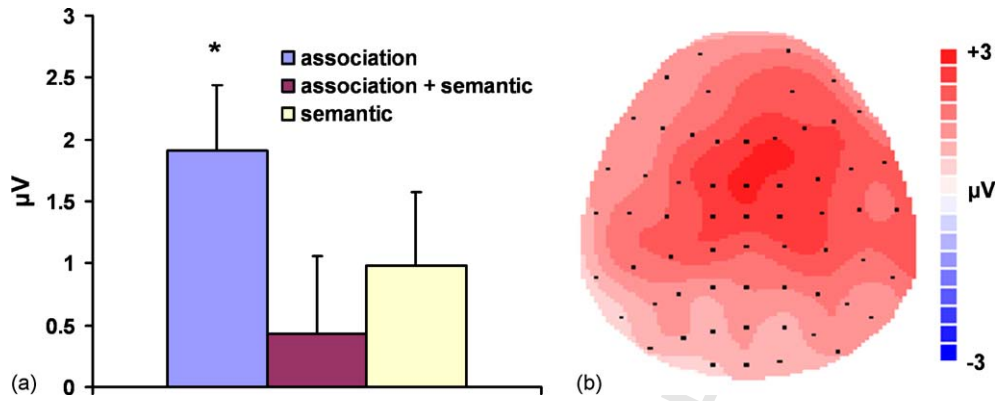 3
2.5
2
1.5
1
0.5
0
µV
*
association
association + semantic
semantic
(a)
+3
µV
-3
(b)